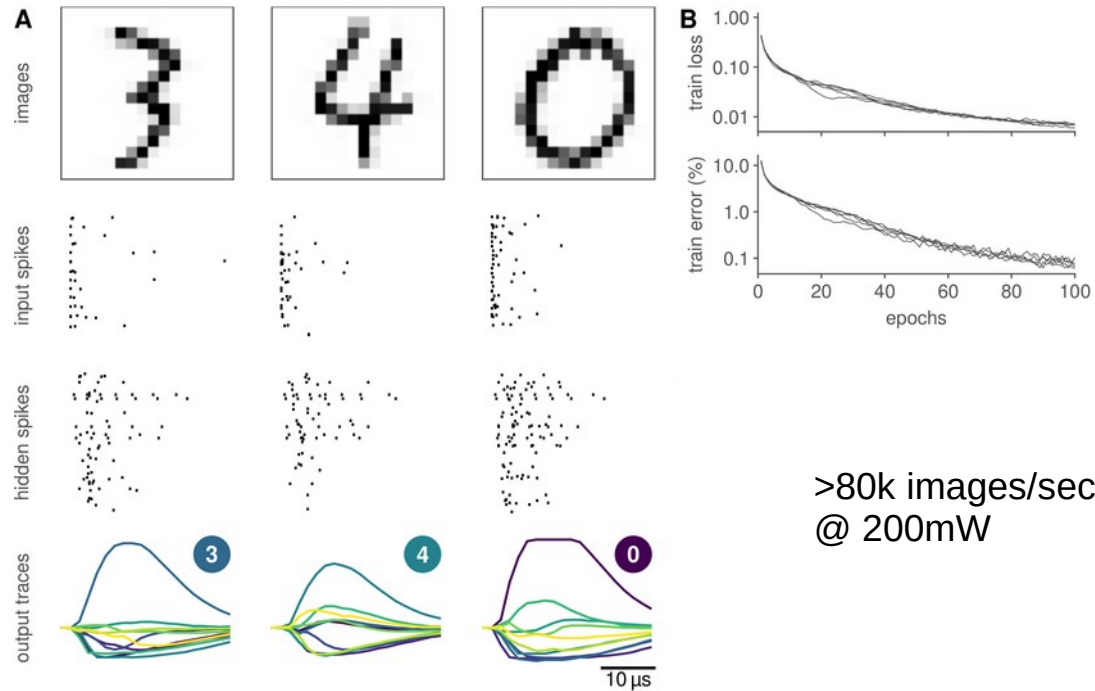 A
images
input spikes
hidden spikes
output traces
3
4
0
10 µs
B
train loss
1.00
0.10
0.01
train error (%)
10.0
1.0
0.1
0 20 40 60 80 100
epochs
>80k images/sec
@ 200mW